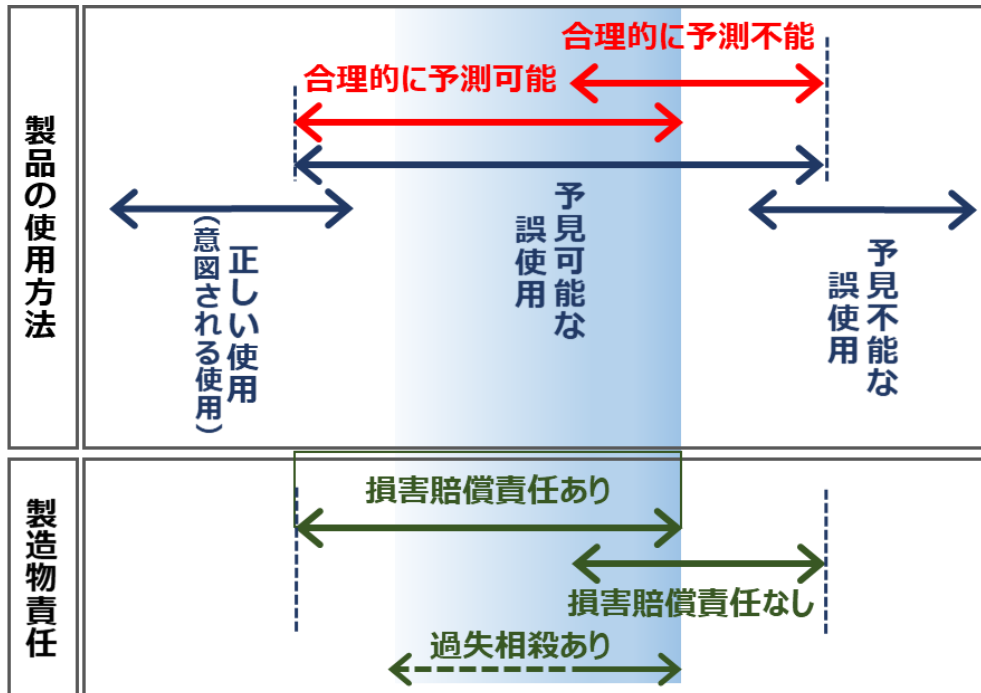 製品の使用方法
合理的に予測不能
合理的に予測可能
正しい使用
(意図される使用)
予見可能な
誤使用
予見不能な
誤使用
製造物責任
損害賠償責任あり
損害賠償責任なし
過失相殺あり